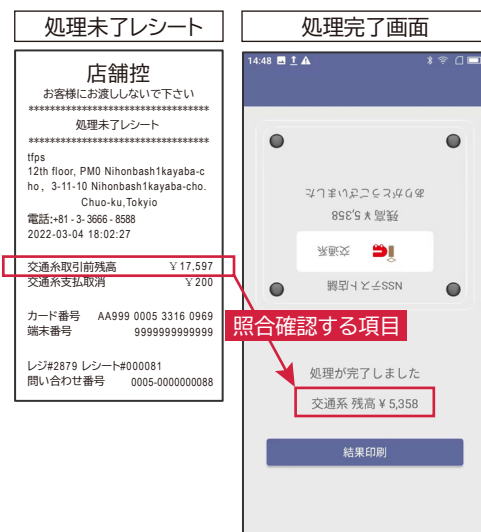 処理未了レシート
店舗控
お客様にお渡ししないで下さい
**********************************
処理未了レシート
**********************************
tfps
12th floor, PM0 Nihonbash1kayaba-c
ho, 3-11-10 Nihonbash1kayaba-cho.
Chuo-ku,Tokyio
電話:+81 - 3- 3666 - 8588
2022-03-04 18:02:27
交通系取引前残高 ￥17,597
交通系支払取消 ￥200
カード番号 AA999 0005 3316 0969
端末番号 9999999999999
レジ#2879 レシート#000081
問い合わせ番号 0005-0000000088
処理完了画面
14:48
ありがとうございました
残高 ¥ 5,358
交通系
NSSテスト店舗
照合確認する項目
処理が完了しました
交通系 残高 ¥ 5,358
結果印刷